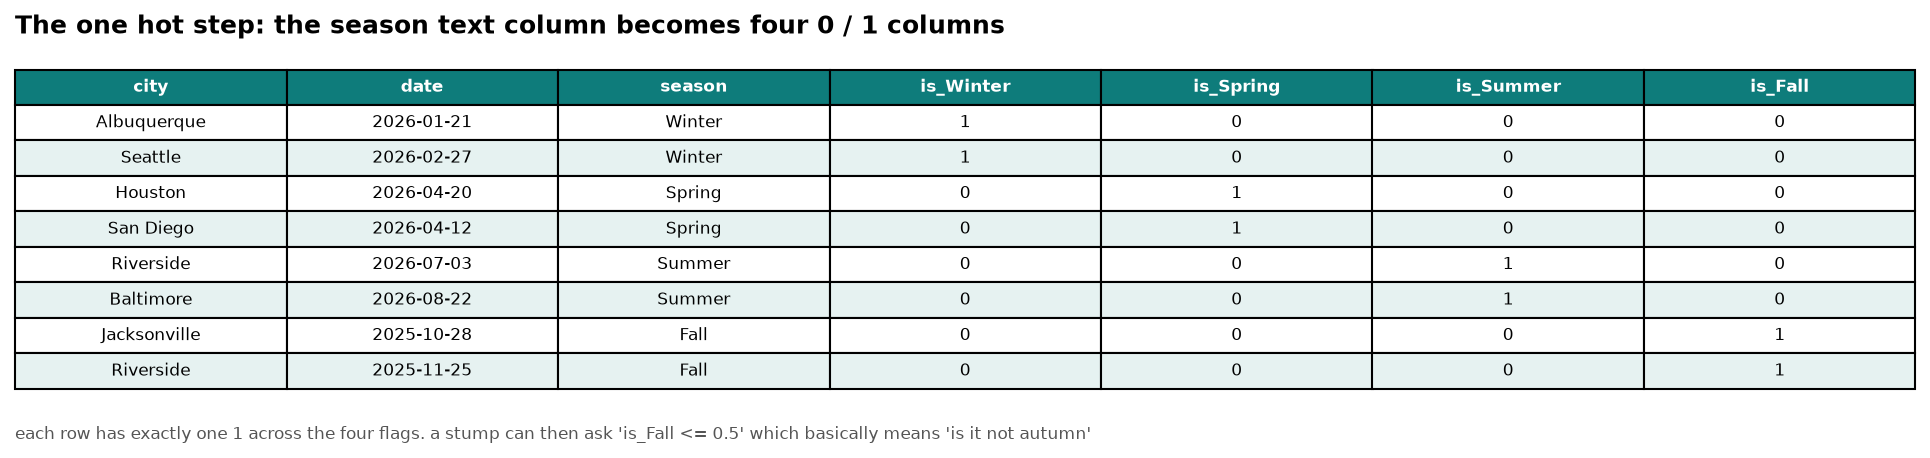 The one hot step: the season text column becomes four 0 / 1 columns
city date season is_Winter is_Spring is_Summer is_Fall
Albuquerque 2026-01-21 Winter 1 0 0 0
Seattle 2026-02-27 Winter 1 0 0 0
Houston 2026-04-20 Spring 0 1 0 0
San Diego 2026-04-12 Spring 0 1 0 0
Riverside 2026-07-03 Summer 0 0 1 0
Baltimore 2026-08-22 Summer 0 0 1 0
Jacksonville 2025-10-28 Fall 0 0 0 1
Riverside 2025-11-25 Fall 0 0 0 1
each row has exactly one 1 across the four flags. a stump can then ask 'is_Fall <= 0.5' which basically means 'is it not autumn'